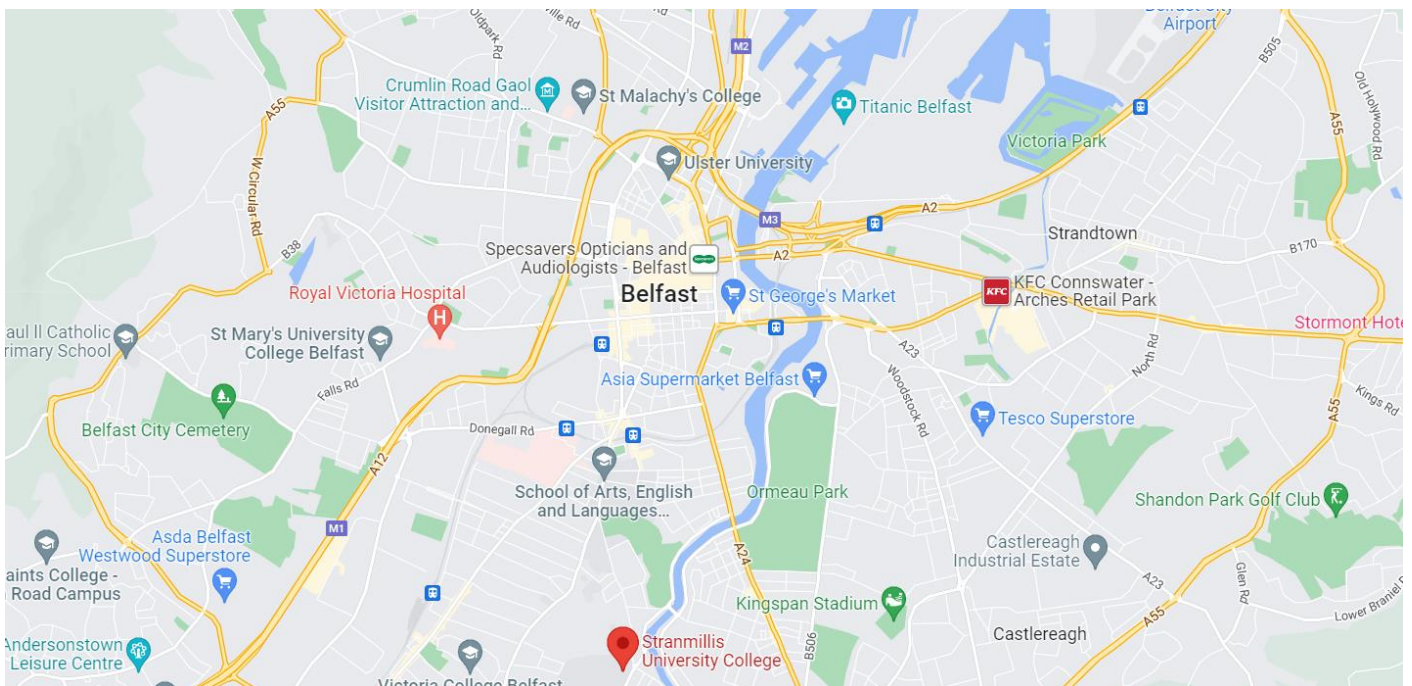 Oldpark Rd
ville Rd
M2
Belfast City
Airport
B505
Old Holywood Rd
A55
Crumlin Road Gaol
Visitor Attraction and...
St Malachy's College
Titanic Belfast
Victoria Park
A55
W Circular Rd
Ulster University
M3
A2
Strandtown
B170
B38
Specsavers Opticians and
Audiologists - Belfast
A2
Belfast
St George's Market
KFC
KFC Connswater -
Arches Retail Park
Royal Victoria Hospital
H
Stormont Hote
aul II Catholic
rimary School
St Mary's University
College Belfast
A23
North Rd
Falls Rd
Asia Supermarket Belfast
Woodstock Rd
Kings Rd
A55
Belfast City Cemetery
Donegall Rd
Tesco Superstore
A12
School of Arts, English
and Languages...
Ormeau Park
Shandon Park Golf Club
M1
Asda Belfast
Westwood Superstore
A24
Castlereagh
Industrial Estate
A23
Glen Rd
aints College -
Road Campus
Kingspan Stadium
A55
Lower Braniel
Andersonstown
Leisure Centre
Stranmillis
University College
B506
Castlereagh
Victoria College Belfast